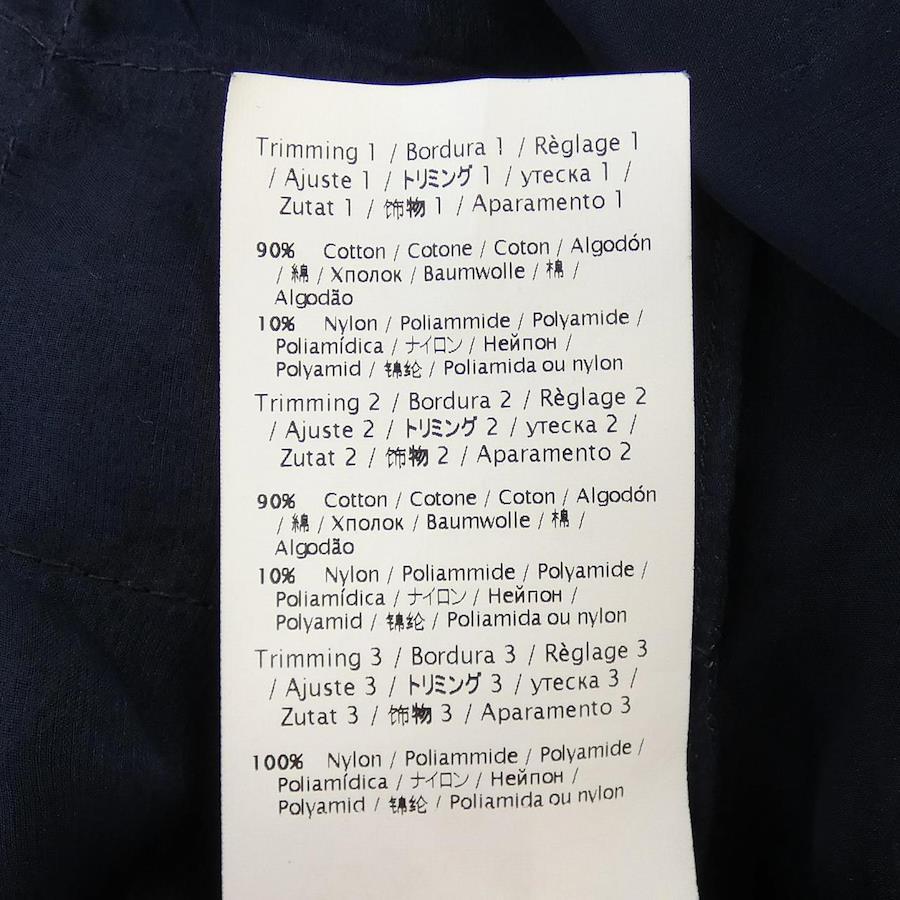 Trimming 1 / Bordura 1 / Règlage 1
/ Ajuste 1 / トリミング 1 / утеска 1 /
Zutat 1 / 饰物 1 / Aparamento 1
90% Cotton / Cotone / Coton / Algodón
/ 綿 / Хполок / Baumwolle / 棉 /
Algodão
10% Nylon / Poliammide / Polyamide /
Poliamídica / ナイロン / Нейпон /
Polyamid / 锦纶 / Poliamida ou nylon
Trimming 2 / Bordura 2 / Règlage 2
/ Ajuste 2 / トリミング 2 / утеска 2 /
Zutat 2 / 饰物 2 / Aparamento 2
90% Cotton / Cotone / Coton / Algodón
/ 綿 / Хполок / Baumwolle / 棉 /
Algodão
10% Nylon / Poliammide / Polyamide /
Poliamídica / ナイロン / Нейпон /
Polyamid / 锦纶 / Poliamida ou nylon
Trimming 3 / Bordura 3 / Règlage 3
/ Ajuste 3 / トリミング 3 / утеска 3 /
Zutat 3 / 饰物 3 / Aparamento 3
100% Nylon / Poliammide / Polyamide /
Poliamídica / ナイロン / Нейпон /
Polyamid / 锦纶 / Poliamida ou nylon